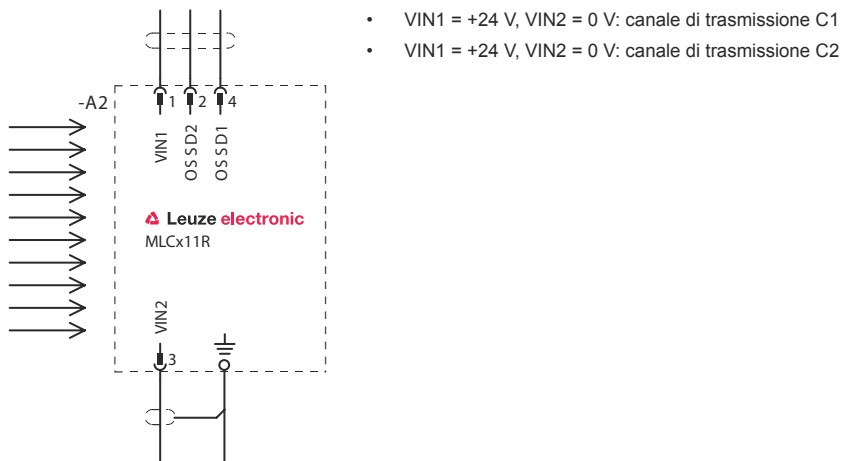 • VIN1 = +24 V, VIN2 = 0 V: canale di trasmissione C1
• VIN1 = +24 V, VIN2 = 0 V: canale di trasmissione C2
-A2
1 2 4
VIN1
OSSD2
OSSD1
Leuze electronic
MLCx11R
VIN2
3